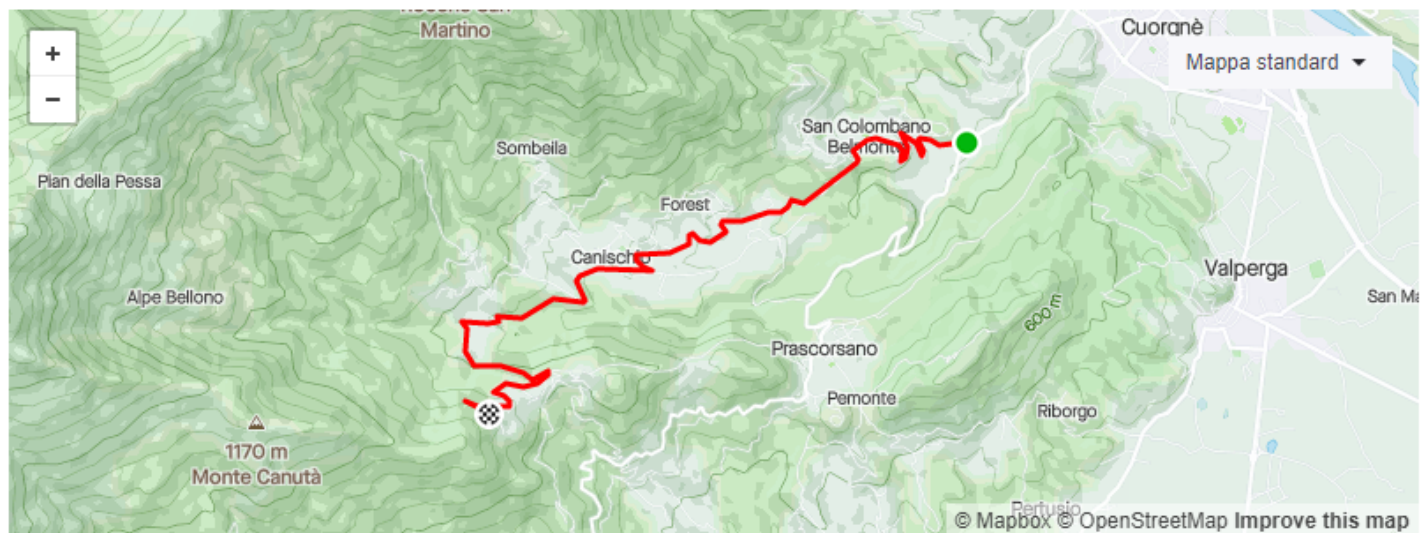 Martino
Cuorgnè
+
Mappa standard
−
San Colombano
Belmonte
Sombeila
Pian della Pessa
Forest
Canischio
Valperga
Alpe Bellono
San Ma
600 m
Prascorsano
Pemonte
Riborgo
1170 m
Monte Canutà
Pertusio
© Mapbox © OpenStreetMap Improve this map